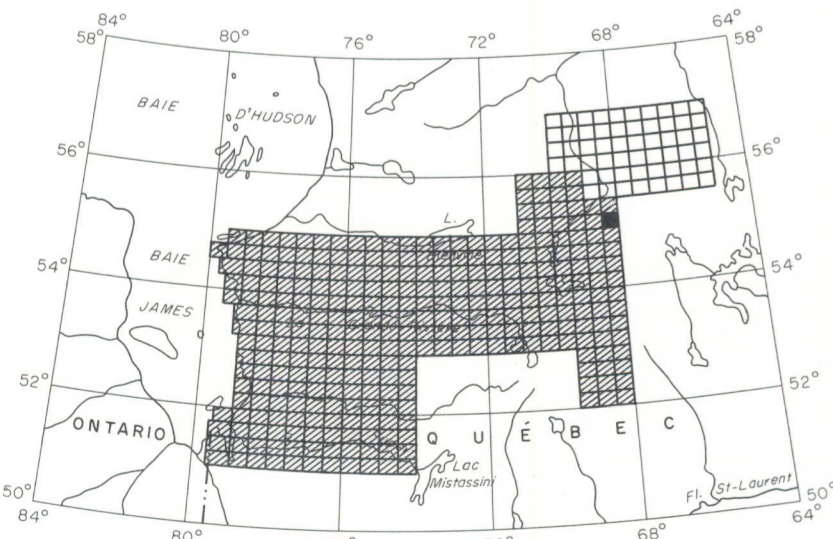 84° 80° 76° 72° 68° 64°
58° 58°
BAIE
D'HUDSON
56° 56°
L.
BAIE
54° 54°
JAMES
52° 52°
ONTARIO
QUÉBEC
Lac
Mistassini
Fl. St-Laurent
50° 50°
84° 80° 68° 64°